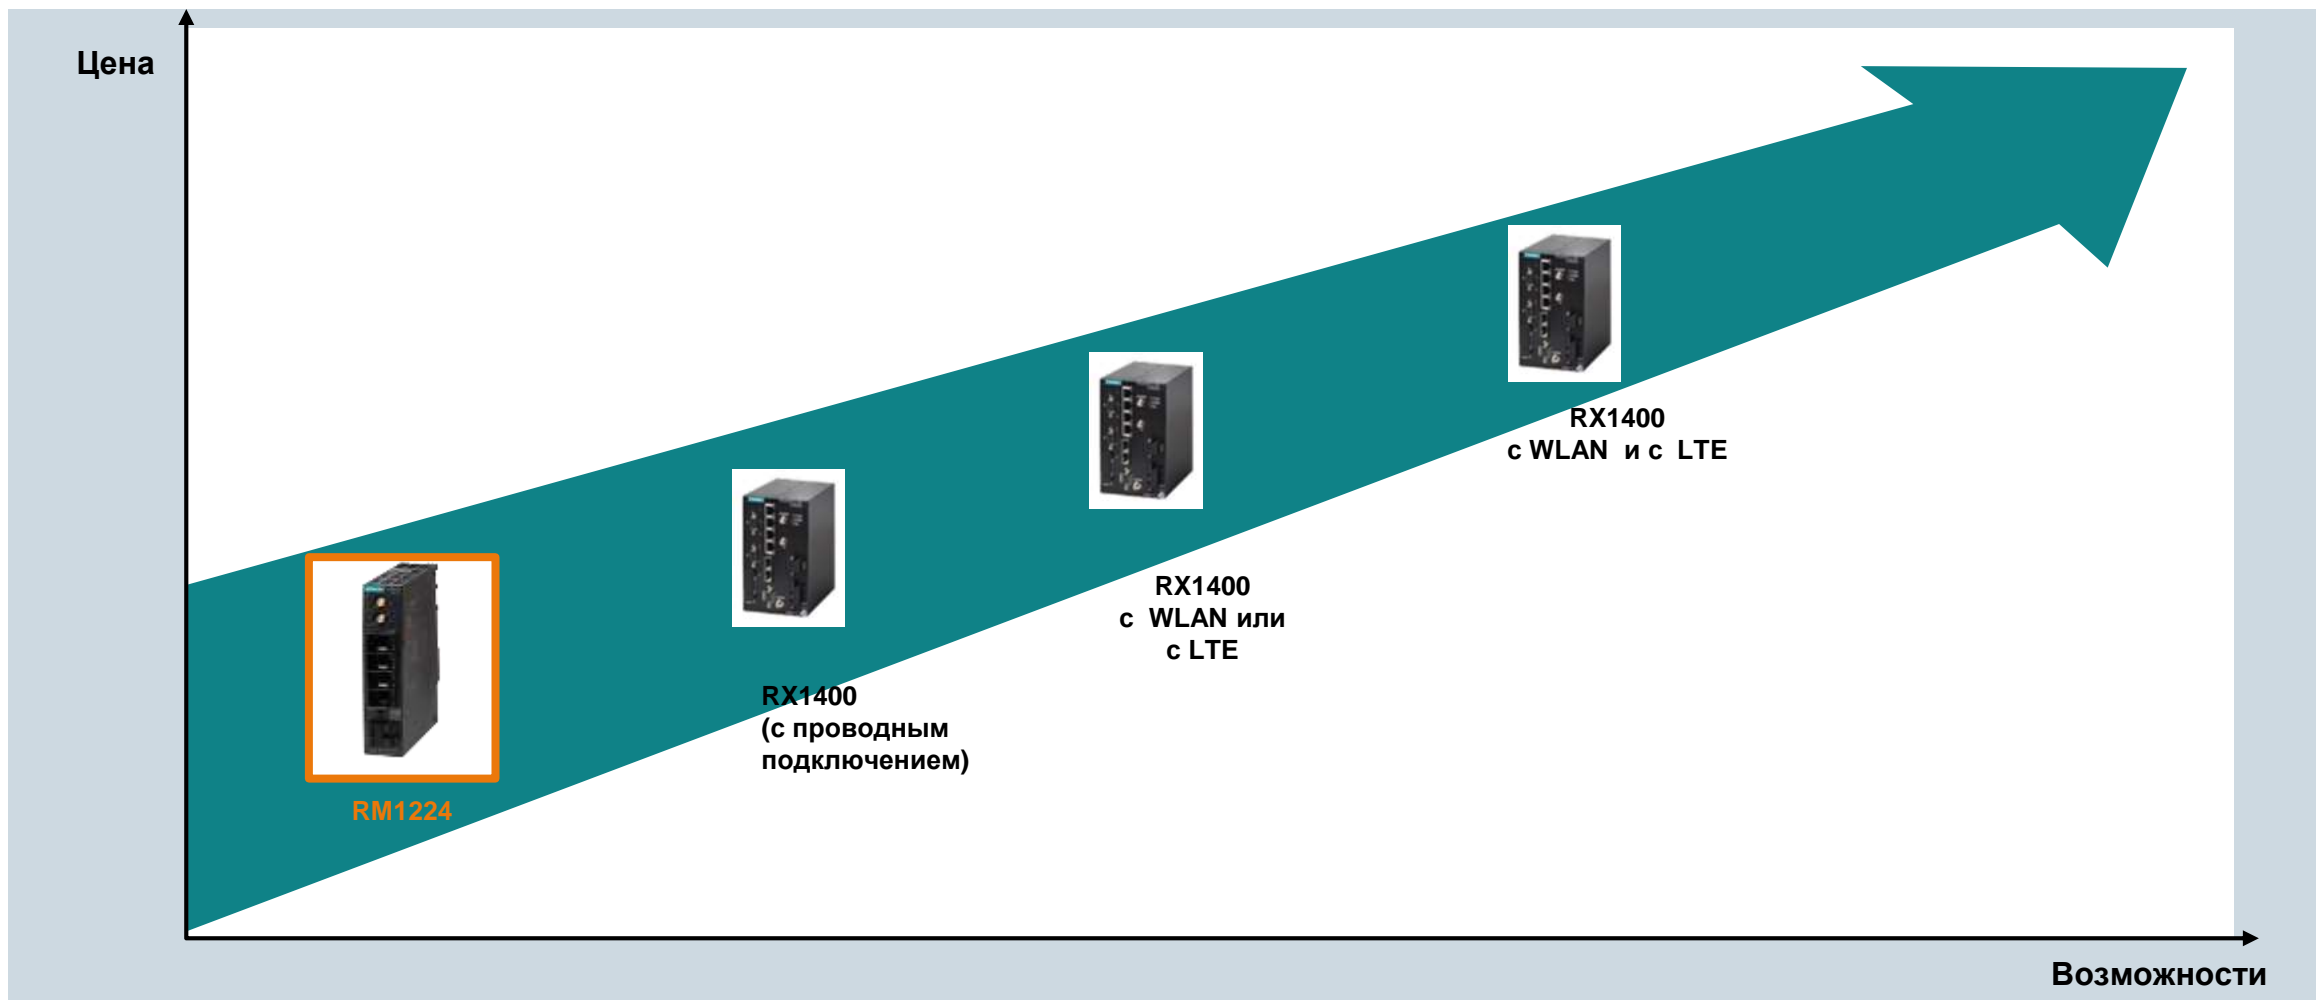 Цена
RX1400
с WLAN и с LTE
RX1400
с WLAN или
с LTE
RX1400
(с проводным
подключением)
RM1224
Возможности